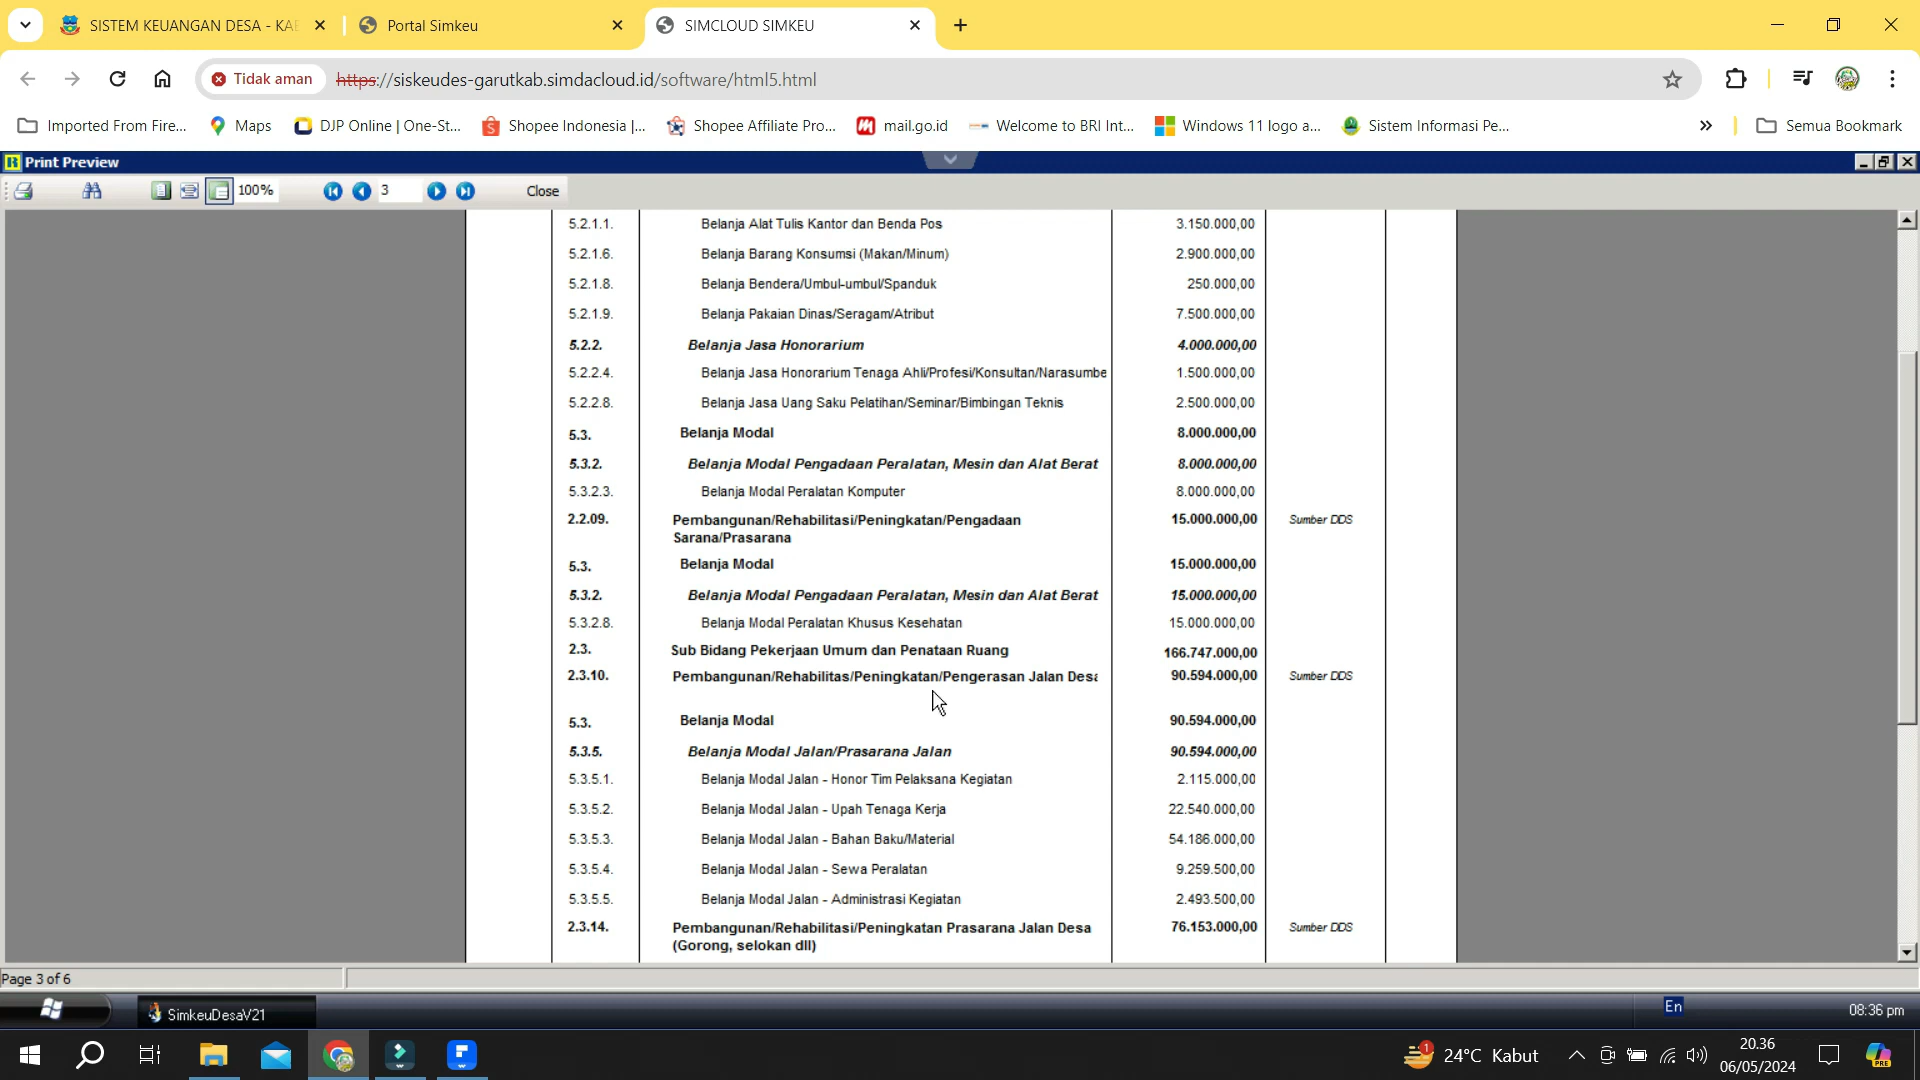 SISTEM KEUANGAN DESA - KAB
Portal Simkeu
SIMCLOUD SIMKEU
Tidak aman
https://siskeudes-garutkab.simdacloud.id/software/html5.html
Imported From Fire...
Maps
DJP Online | One-St...
Shopee Indonesia |...
Shopee Affiliate Pro...
mail.go.id
Welcome to BRI Int...
Windows 11 logo a...
Sistem Informasi Pe...
Semua Bookmark
Print Preview
100%
3
Close
5.2.1.1. Belanja Alat Tulis Kantor dan Benda Pos 3.150.000,00
5.2.1.6. Belanja Barang Konsumsi (Makan/Minum) 2.900.000,00
5.2.1.8. Belanja Bendera/Umbul-umbul/Spanduk 250.000,00
5.2.1.9. Belanja Pakaian Dinas/Seragam/Atribut 7.500.000,00
5.2.2. Belanja Jasa Honorarium 4.000.000,00
5.2.2.4. Belanja Jasa Honorarium Tenaga Ahli/Profesi/Konsultan/Narasumbe 1.500.000,00
5.2.2.8. Belanja Jasa Uang Saku Pelatihan/Seminar/Bimbingan Teknis 2.500.000,00
5.3. Belanja Modal 8.000.000,00
5.3.2. Belanja Modal Pengadaan Peralatan, Mesin dan Alat Berat 8.000.000,00
5.3.2.3. Belanja Modal Peralatan Komputer 8.000.000,00
2.2.09. Pembangunan/Rehabilitasi/Peningkatan/Pengadaan 15.000.000,00 Sumber DDS
Sarana/Prasarana
5.3. Belanja Modal 15.000.000,00
5.3.2. Belanja Modal Pengadaan Peralatan, Mesin dan Alat Berat 15.000.000,00
5.3.2.8. Belanja Modal Peralatan Khusus Kesehatan 15.000.000,00
2.3. Sub Bidang Pekerjaan Umum dan Penataan Ruang 166.747.000,00
2.3.10. Pembangunan/Rehabilitas/Peningkatan/Pengerasan Jalan Desa 90.594.000,00 Sumber DDS
5.3. Belanja Modal 90.594.000,00
5.3.5. Belanja Modal Jalan/Prasarana Jalan 90.594.000,00
5.3.5.1. Belanja Modal Jalan - Honor Tim Pelaksana Kegiatan 2.115.000,00
5.3.5.2. Belanja Modal Jalan - Upah Tenaga Kerja 22.540.000,00
5.3.5.3. Belanja Modal Jalan - Bahan Baku/Material 54.186.000,00
5.3.5.4. Belanja Modal Jalan - Sewa Peralatan 9.259.500,00
5.3.5.5. Belanja Modal Jalan - Administrasi Kegiatan 2.493.500,00
2.3.14. Pembangunan/Rehabilitasi/Peningkatan Prasarana Jalan Desa 76.153.000,00 Sumber DDS
(Gorong, selokan dll)
Page 3 of 6
SimkeuDesaV21
En
08:36 pm
1
24°C Kabut
20.36
06/05/2024
PRE